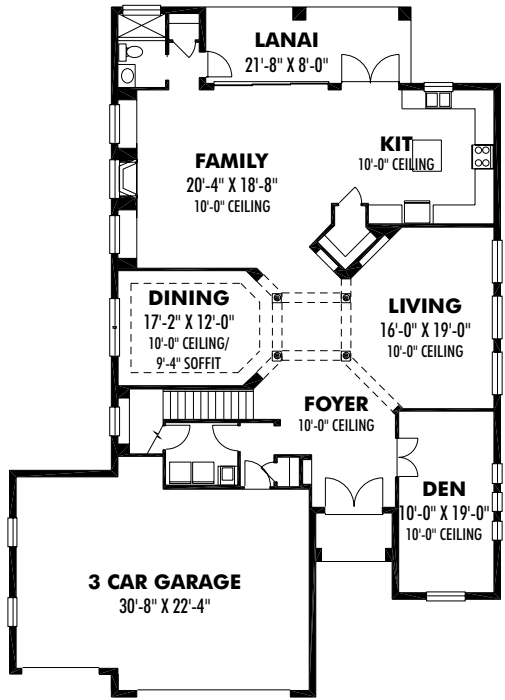 LANAI
21'-8" X 8'-0"
KIT
10'-0" CEILING
FAMILY
20'-4" X 18'-8"
10'-0" CEILING
DINING
17'-2" X 12'-0"
10'-0" CEILING/
9'-4" SOFFIT
LIVING
16'-0" X 19'-0"
10'-0" CEILING
FOYER
10'-0" CEILING
DEN
10'-0" X 19'-0"
10'-0" CEILING
3 CAR GARAGE
30'-8" X 22'-4"